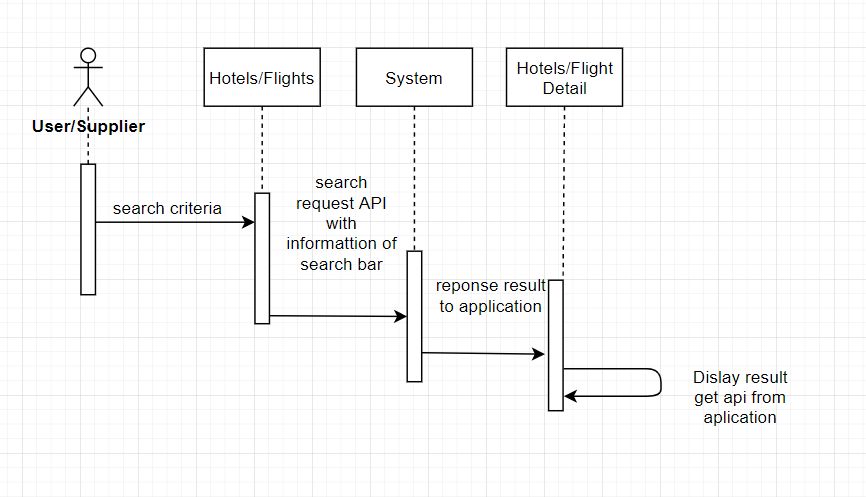 Hotels/Flights
System
Hotels/Flight
Detail
User/Supplier
search criteria
search
request API
with
informattion of
search bar
reponse result
to application
Dislay result
get api from
aplication